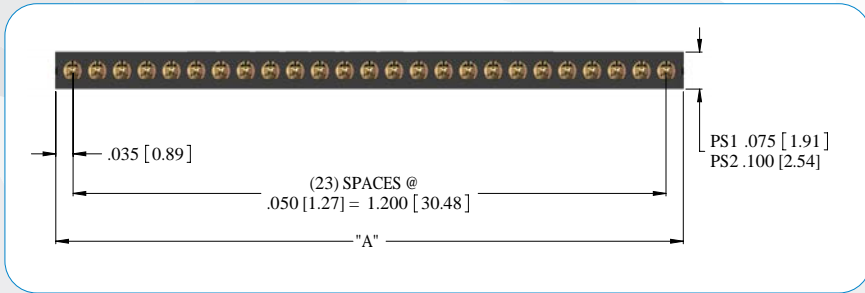 .035 [0.89]
(23) SPACES @
.050 [1.27] = 1.200 [30.48]
"A"
PS1 .075 [1.91]
PS2 .100 [2.54]